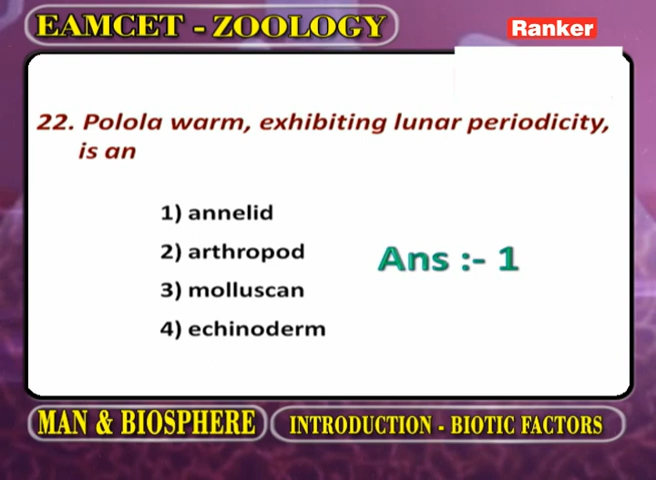 EAMCET - ZOOLOGY
Ranker
22. Polola warm, exhibiting lunar periodicity,
is an
1) annelid
2) arthropod
3) molluscan
4) echinoderm
Ans :- 1
MAN & BIOSPHERE
INTRODUCTION - BIOTIC FACTORS